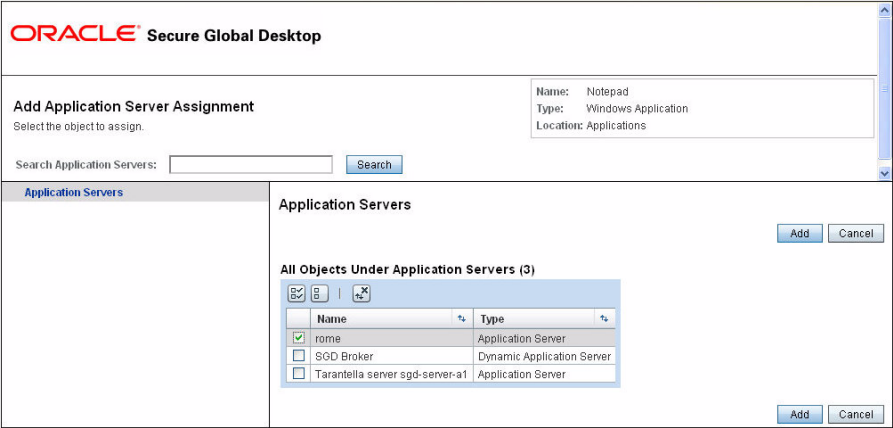 ORACLE Secure Global Desktop
Name: Notepad
Type: Windows Application
Location: Applications
Add Application Server Assignment
Select the object to assign.
Search Application Servers: Search
Application Servers
Application Servers
Add Cancel
All Objects Under Application Servers (3)
Name Type
rome Application Server
SGD Broker Dynamic Application Server
Tarantella server sgd-server-a1 Application Server
Add Cancel